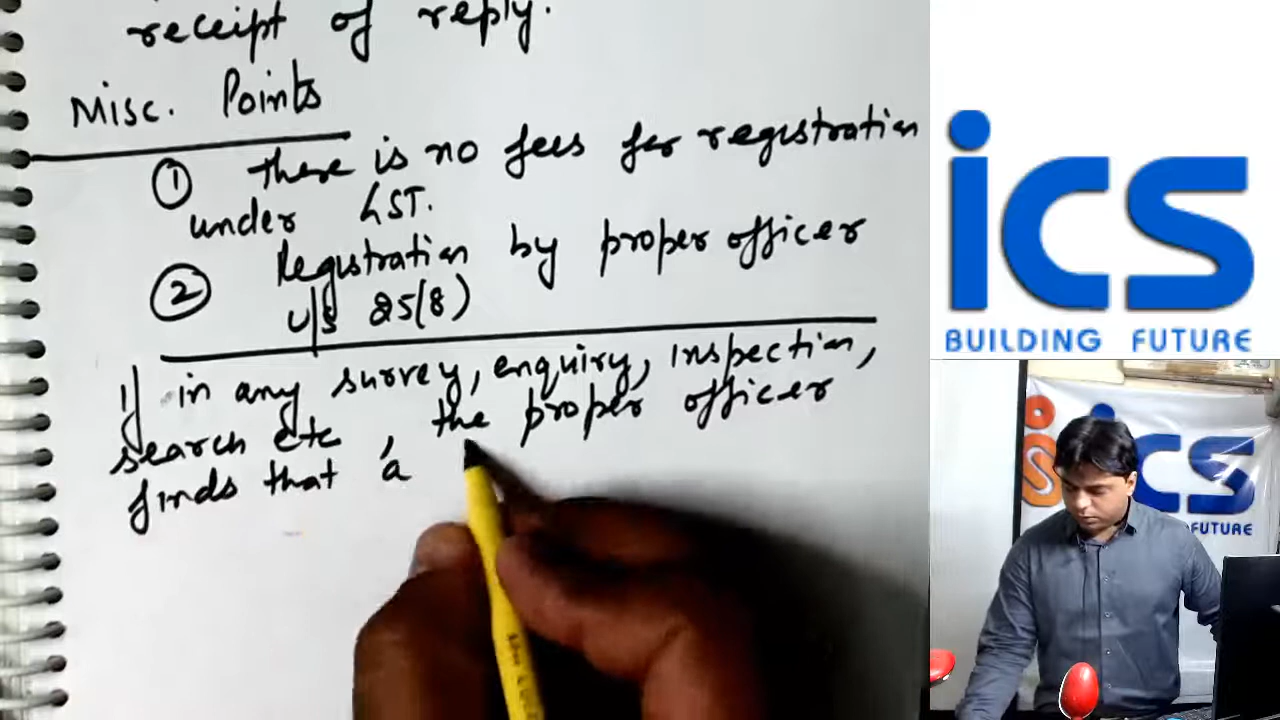 receipt of reply.
Misc. Points
① there is no fees for registration
under GST.
② Registration by proper officer
u/s 25(8)
If in any survey, enquiry, inspection,
search etc, the proper officer
finds that a
ics
BUILDING FUTURE
ics
FUTURE